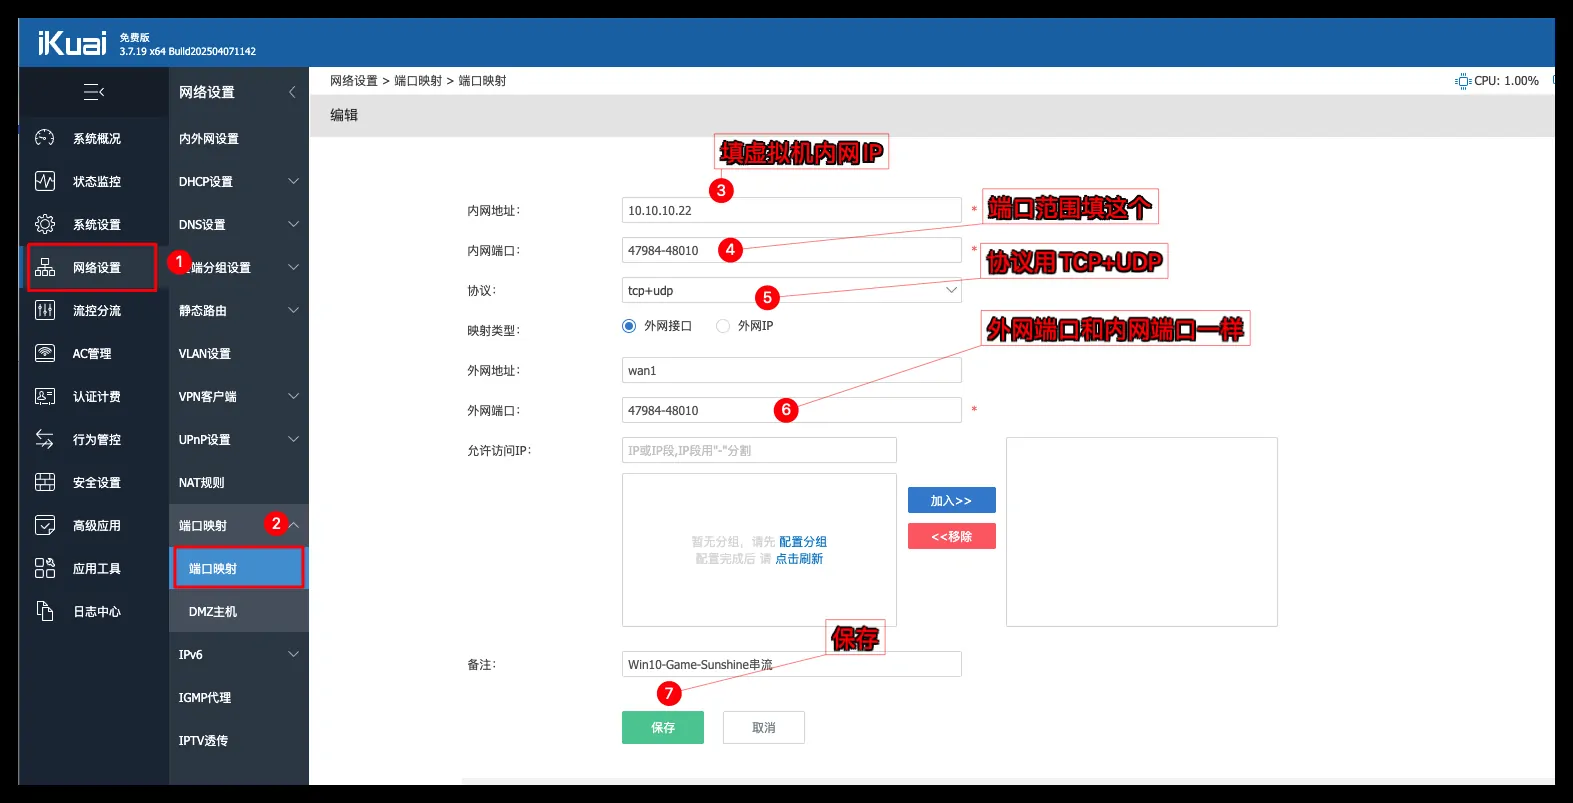 iKuai 免费版
3.7.19 x64 Build202504071142
网络设置
网络设置 > 端口映射 > 端口映射
CPU: 1.00%
编辑
系统概况
状态监控
系统设置
网络设置
流控分流
AC管理
认证计费
行为管控
安全设置
高级应用
应用工具
日志中心
1
内外网设置
DHCP设置
DNS设置
端分组设置
静态路由
VLAN设置
VPN客户端
UPnP设置
NAT规则
端口映射 2
端口映射
DMZ主机
IPv6
IGMP代理
IPTV透传
填虚拟机内网IP
3
内网地址: 10.10.10.22 *
端口范围填这个
内网端口: 47984-48010 4 *
协议用TCP+UDP
协议: tcp+udp 5
映射类型: 外网接口 外网IP
外网端口和内网端口一样
外网地址: wan1
外网端口: 47984-48010 6 *
允许访问IP: IP或IP段,IP段用"-"分割
加入>>
<<移除
暂无分组，请先 配置分组
配置完成后 请 点击刷新
保存
备注: Win10-Game-Sunshine串流
7
保存 取消